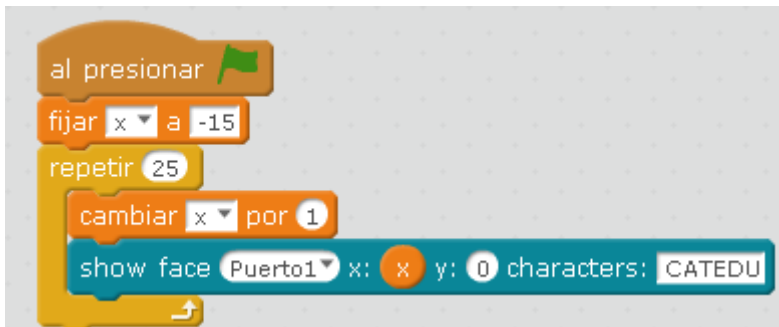 al presionar
fijar x a -15
repetir 25
cambiar x por 1
show face Puerto1 x: x y: 0 characters: CATEDU